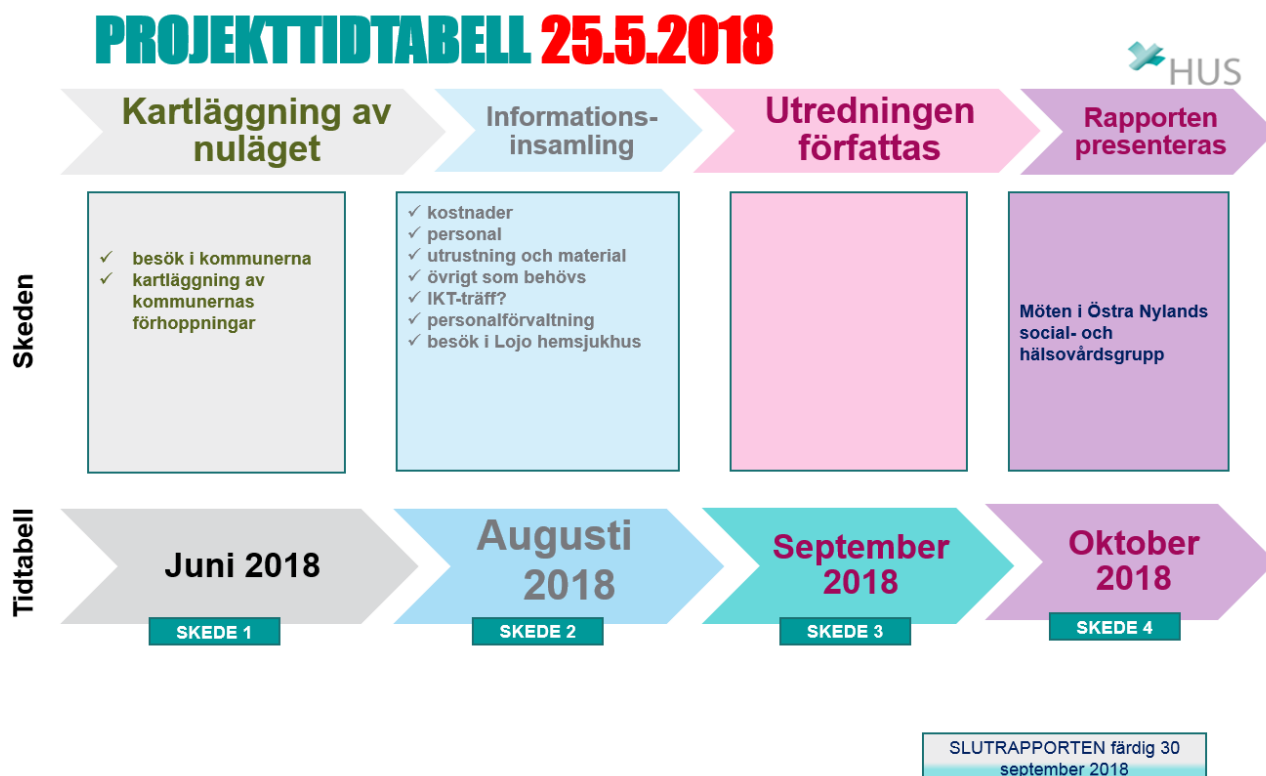 PROJEKTTIDTABELL 25.5.2018
HUS
Kartläggning av
nuläget
Informations-
insamling
Utredningen
författas
Rapporten
presenteras
Skeden
✓ besök i kommunerna
✓ kartläggning av
kommunernas
förhoppningar
✓ kostnader
✓ personal
✓ utrustning och material
✓ övrigt som behövs
✓ IKT-träff?
✓ personalförvaltning
✓ besök i Lojo hemsjukhus
Möten i Östra Nylands
social- och
hälsovårdsgrupp
Tidtabell
Juni 2018
Augusti
2018
September
2018
Oktober
2018
SKEDE 1
SKEDE 2
SKEDE 3
SKEDE 4
SLUTRAPPORTEN färdig 30
september 2018